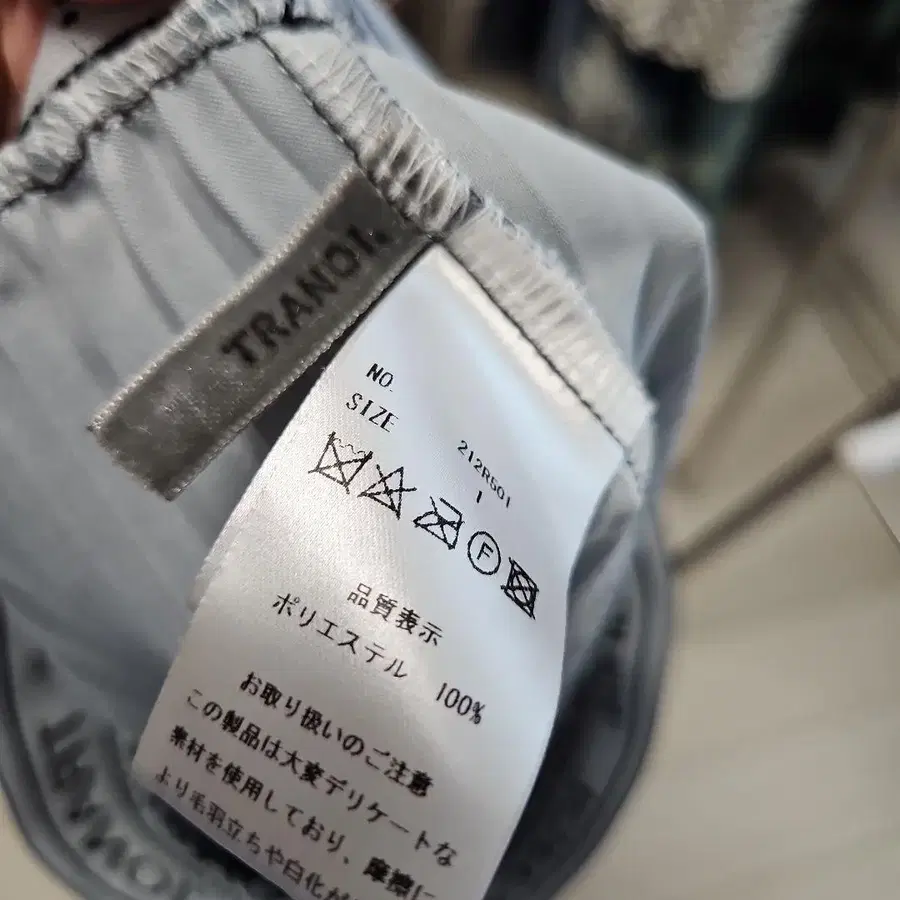 TRANOI.
NO. 212R501
SIZE 1
F
品質表示
ポリエステル 100%
お取り扱いのご注意
この製品は大変デリケートな
素材を使用しており、摩擦に
より毛羽立ちや白化が